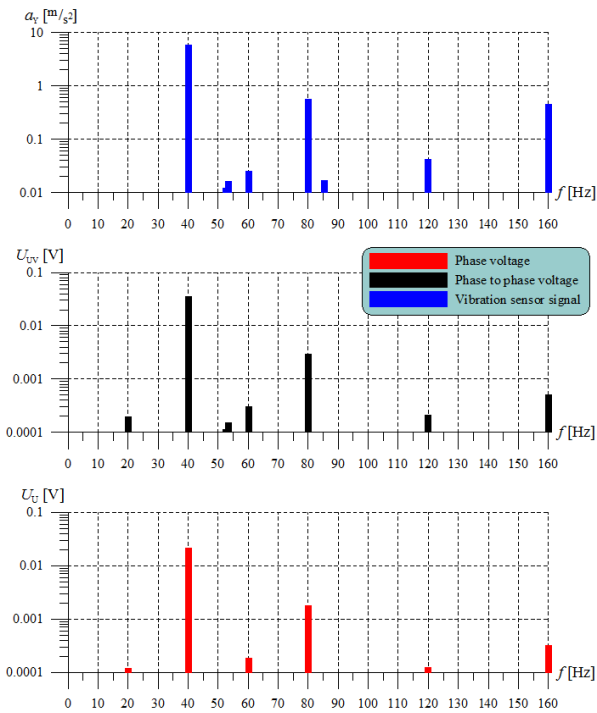 aY [m/s²]
10
1
0.1
0.01
0 10 20 30 40 50 60 70 80 90 100 110 120 130 140 150 160
f [Hz]
UUV [V]
0.1
0.01
0.001
0.0001
0 10 20 30 40 50 60 70 80 90 100 110 120 130 140 150 160
f [Hz]
Phase voltage
Phase to phase voltage
Vibration sensor signal
UU [V]
0.1
0.01
0.001
0.0001
0 10 20 30 40 50 60 70 80 90 100 110 120 130 140 150 160
f [Hz]